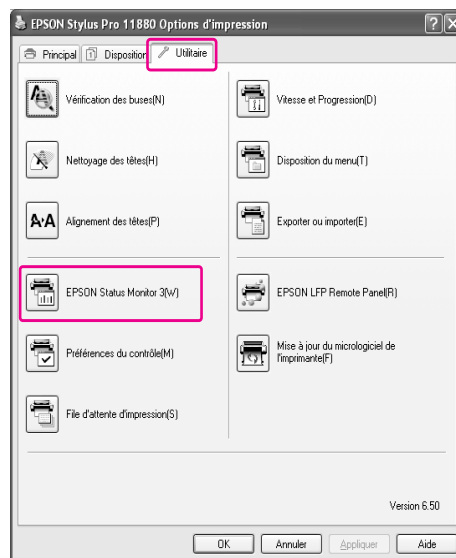 EPSON Stylus Pro 11880 Options d'impression
Principal Disposition Utilitaire
Vérification des buses(N)
Vitesse et Progression(D)
Nettoyage des têtes(H)
Disposition du menu(T)
Alignement des têtes(P)
Exporter ou importer(E)
EPSON Status Monitor 3(W)
EPSON LFP Remote Panel(R)
Préférences du contrôle(M)
Mise à jour du micrologiciel de
l'imprimante(F)
File d'attente d'impression(S)
Version 6.50
OK Annuler Appliquer Aide